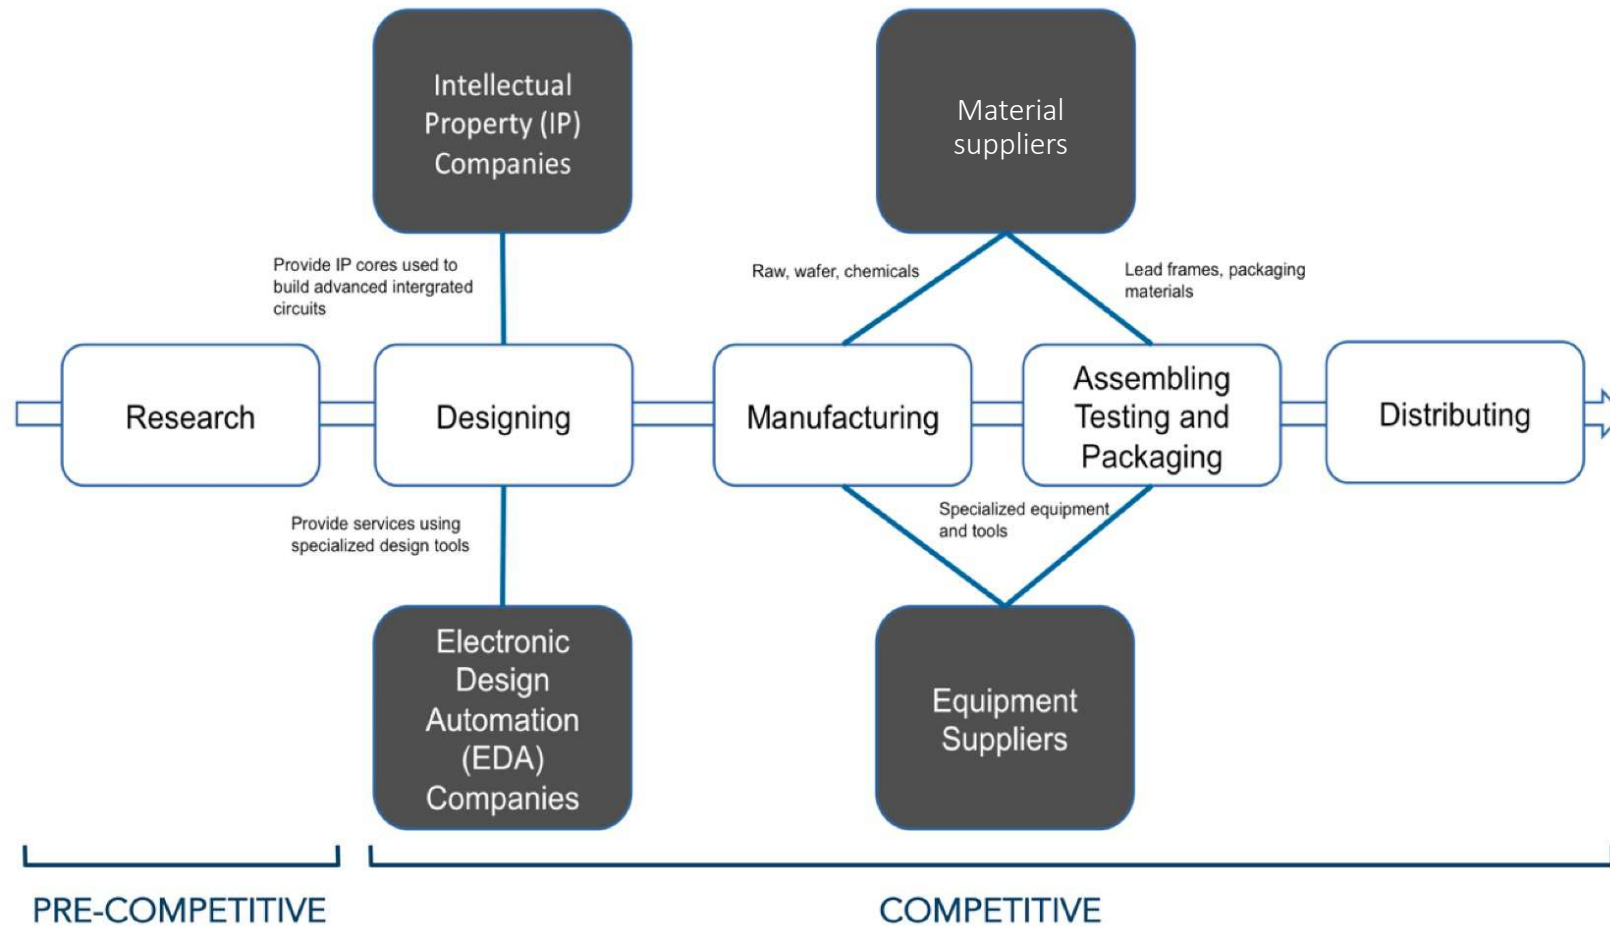 Intellectual
Property (IP)
Companies
Material
suppliers
Provide IP cores used to
build advanced intergrated
circuits
Raw, wafer, chemicals
Lead frames, packaging
materials
Research
Designing
Manufacturing
Assembling
Testing and
Packaging
Distributing
Provide services using
specialized design tools
Specialized equipment
and tools
Electronic
Design
Automation
(EDA)
Companies
Equipment
Suppliers
PRE-COMPETITIVE
COMPETITIVE